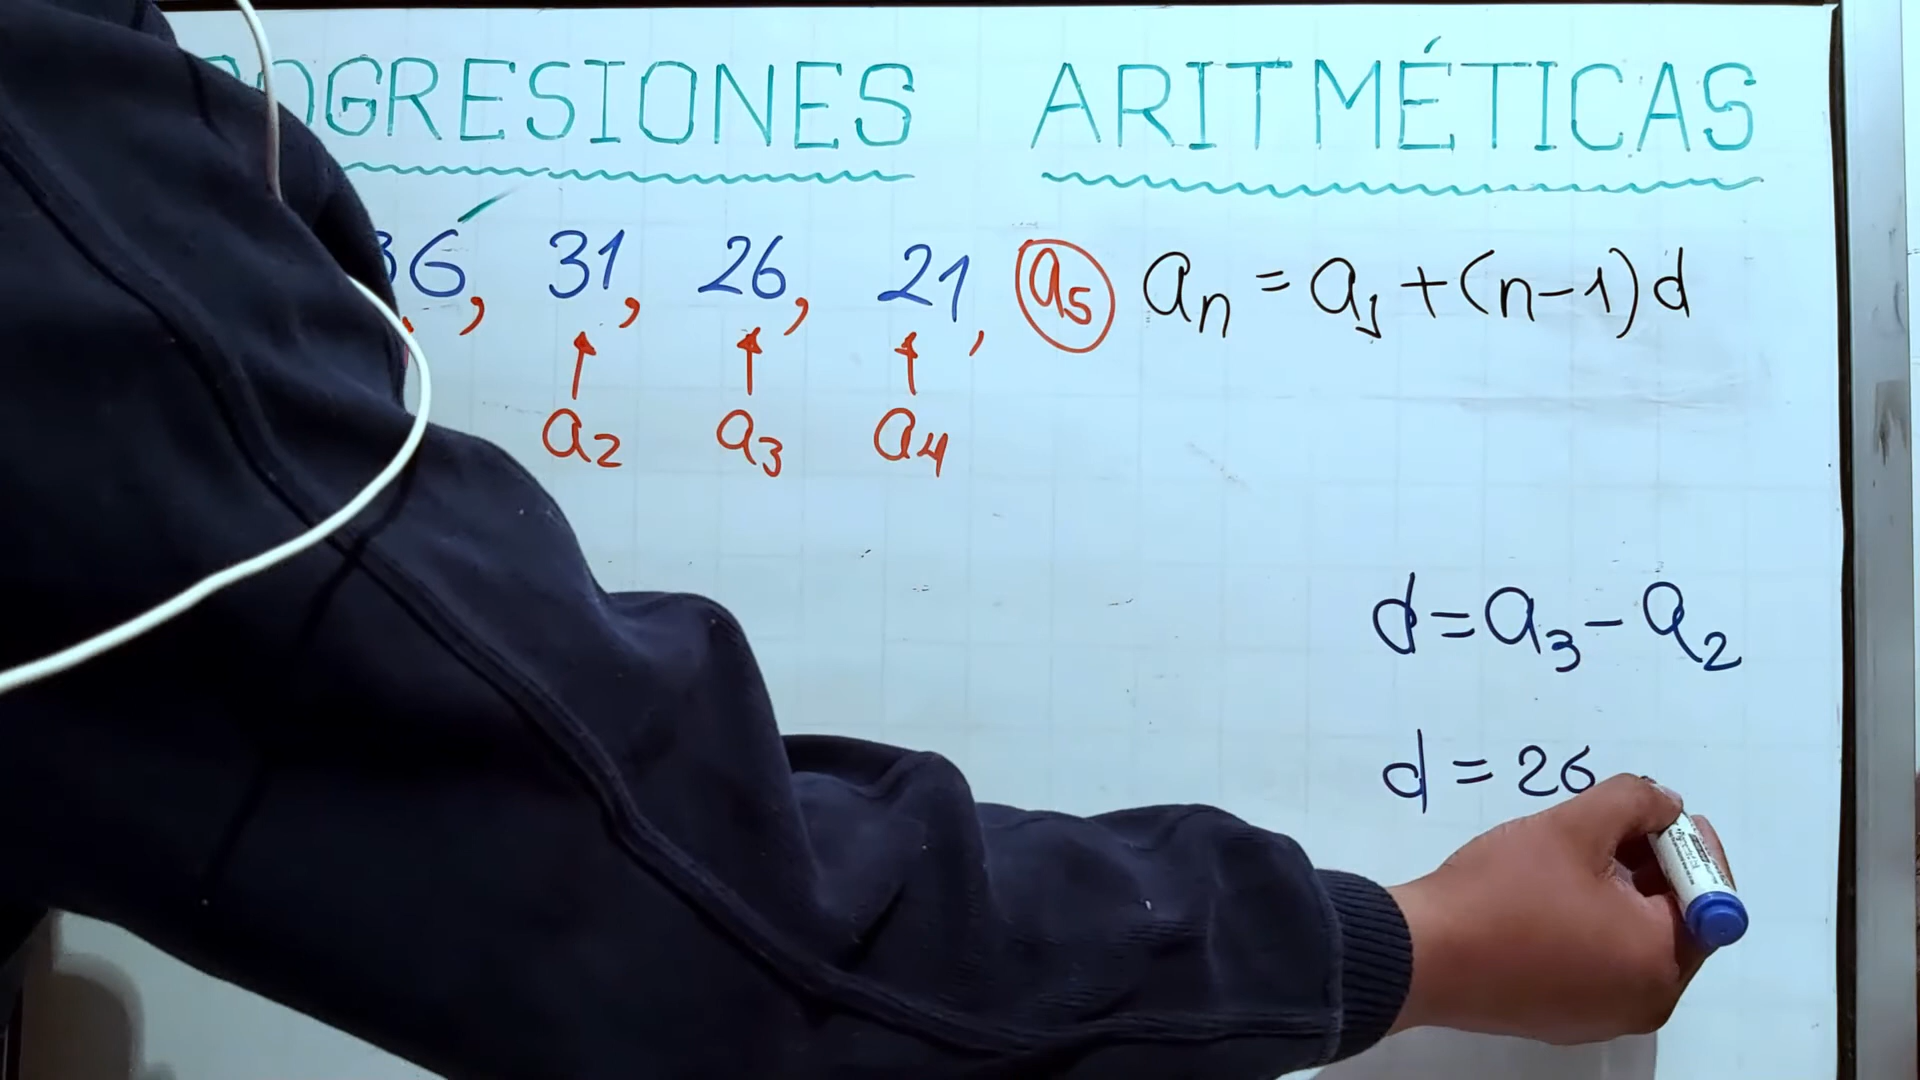 OGRESIONES ARITMÉTICAS
36, 31, 26, 21, a5 an = a1 + (n-1) d
a2 a3 a4
d = a3 - a2
d = 26